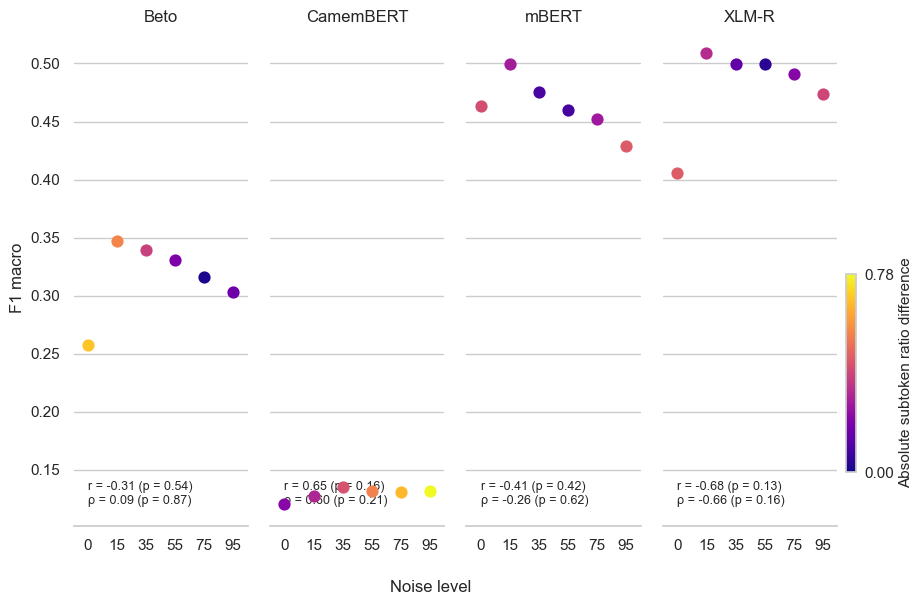 Beto CamemBERT mBERT XLM-R
0.50
0.45
0.40
0.35
0.30
0.25
0.20
0.15
F1 macro
r = -0.31 (p = 0.54)
ρ = 0.09 (p = 0.87)
r = 0.65 (p = 0.16)
ρ = 0.60 (p = 0.21)
r = -0.41 (p = 0.42)
ρ = -0.26 (p = 0.62)
r = -0.68 (p = 0.13)
ρ = -0.66 (p = 0.16)
0 15 35 55 75 95
0 15 35 55 75 95
0 15 35 55 75 95
0 15 35 55 75 95
Noise level
0.78
0.00
Absolute subtoken ratio difference